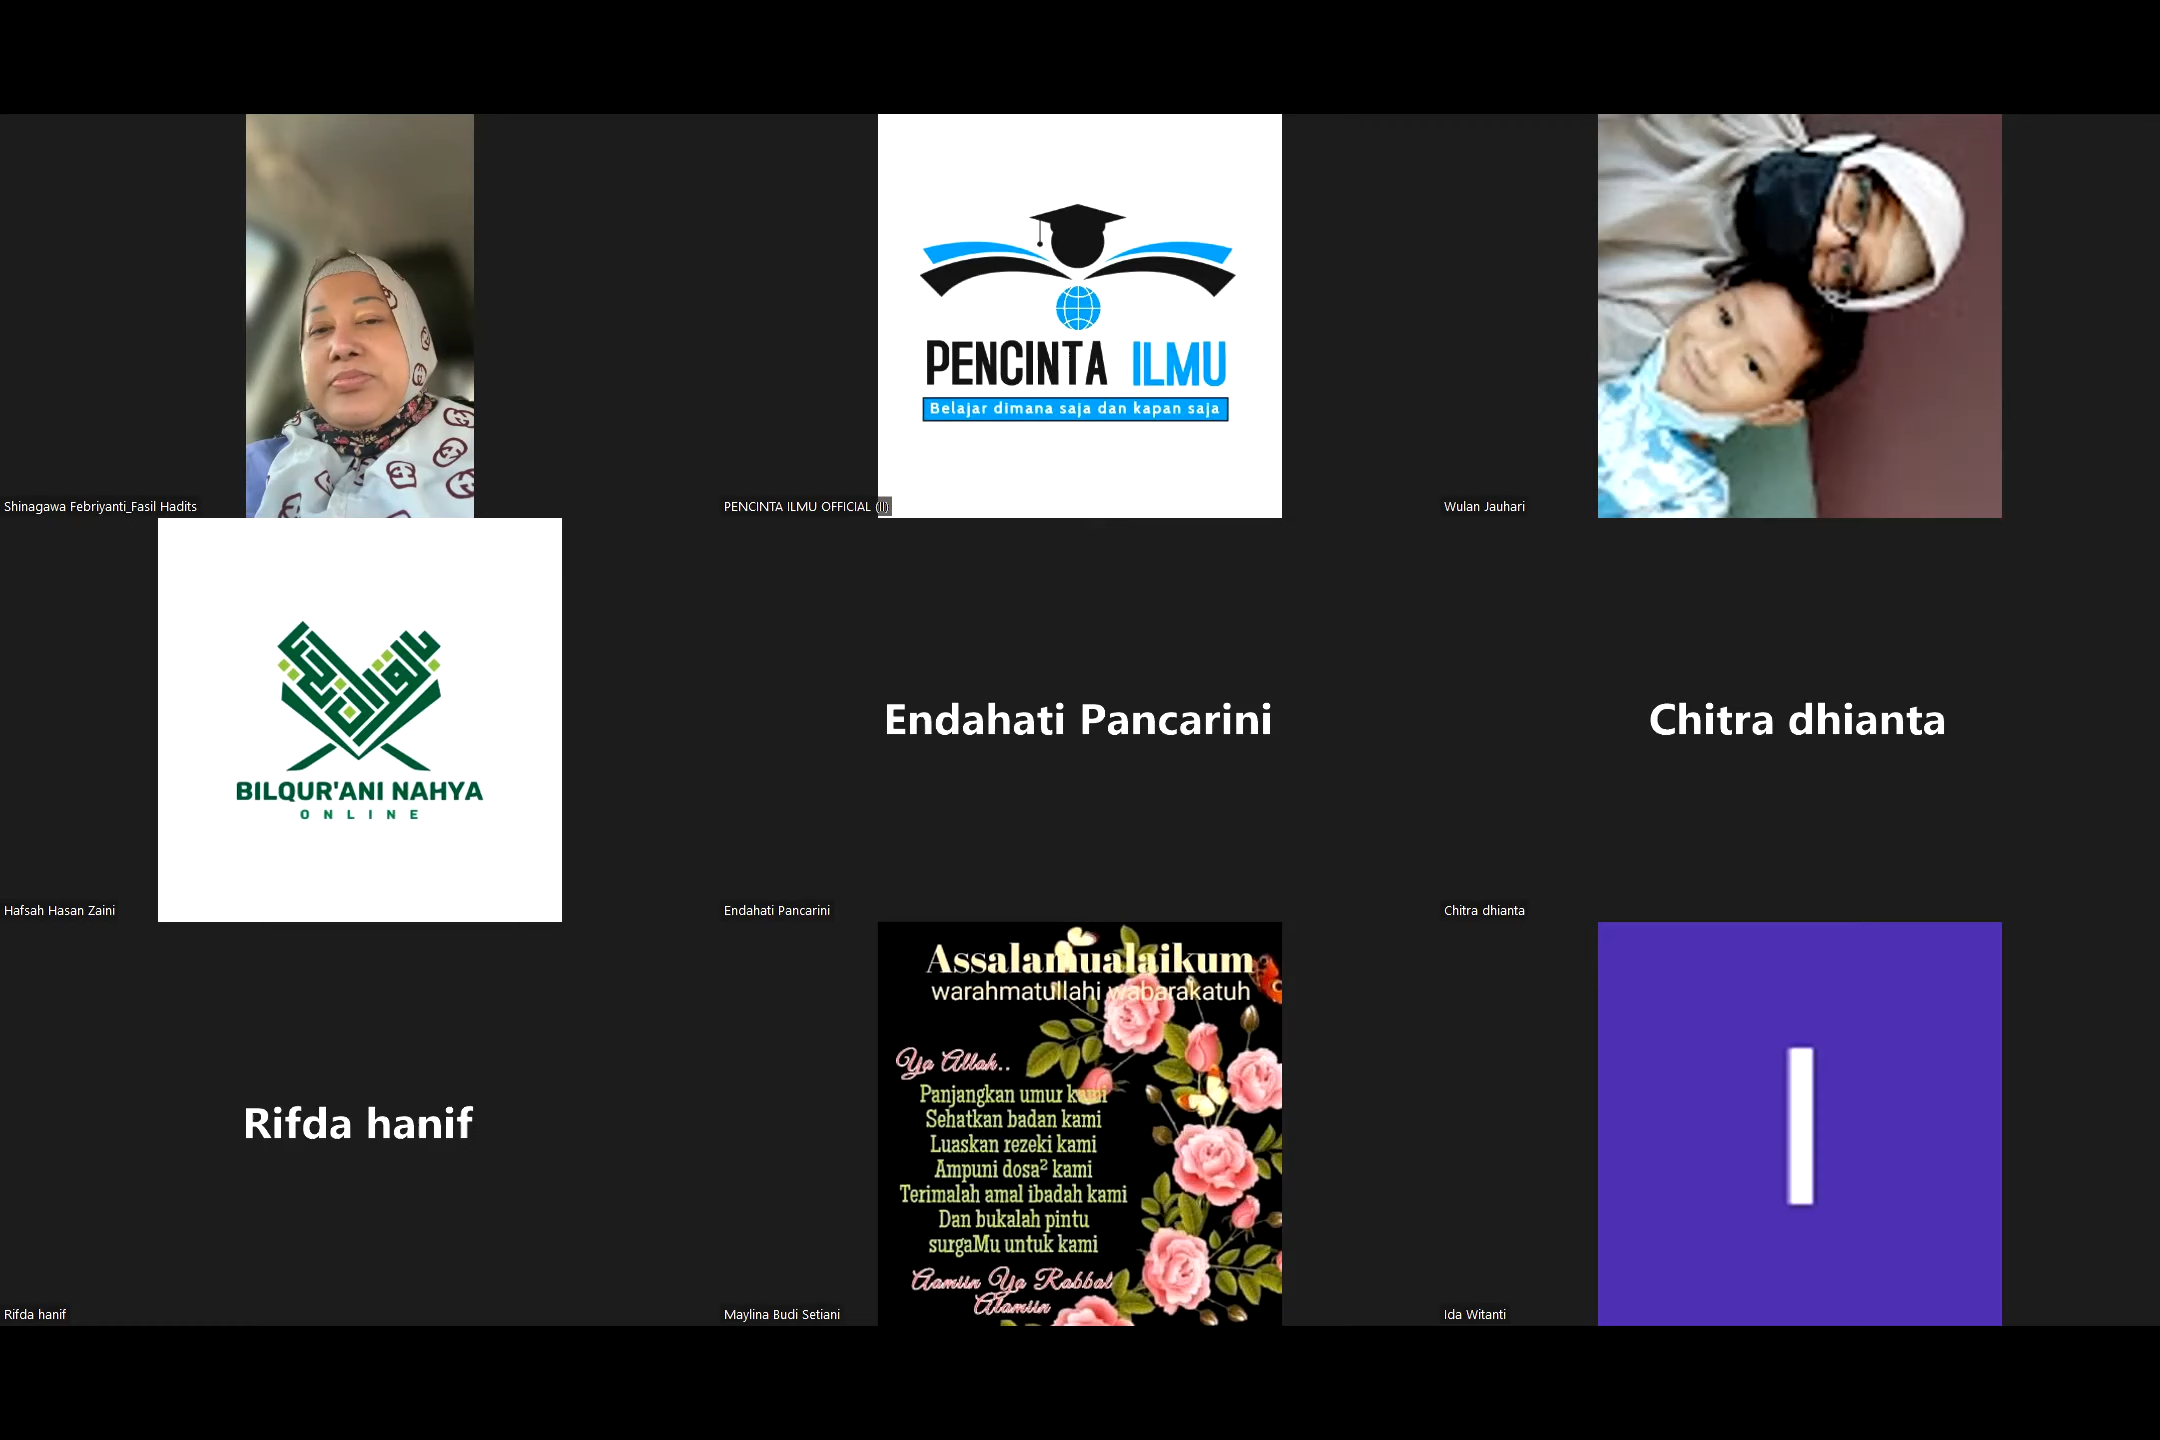 Shinagawa Febriyanti_Fasil Hadits
PENCINTA ILMU
Belajar dimana saja dan kapan saja
PENCINTA ILMU OFFICIAL (II)
Wulan Jauhari
BILQUR'ANI NAHYA
ONLINE
Hafsah Hasan Zaini
Endahati Pancarini
Endahati Pancarini
Chitra dhianta
Chitra dhianta
Rifda hanif
Rifda hanif
Assalamualaikum
warahmatullahi wabarakatuh
Ya Allah..
Panjangkan umur kami
Sehatkan badan kami
Luaskan rezeki kami
Ampuni dosa² kami
Terimalah amal ibadah kami
Dan bukalah pintu
surgaMu untuk kami
Aamiin Ya Rabbal
Alamiin
Maylina Budi Setiani
I
Ida Witanti